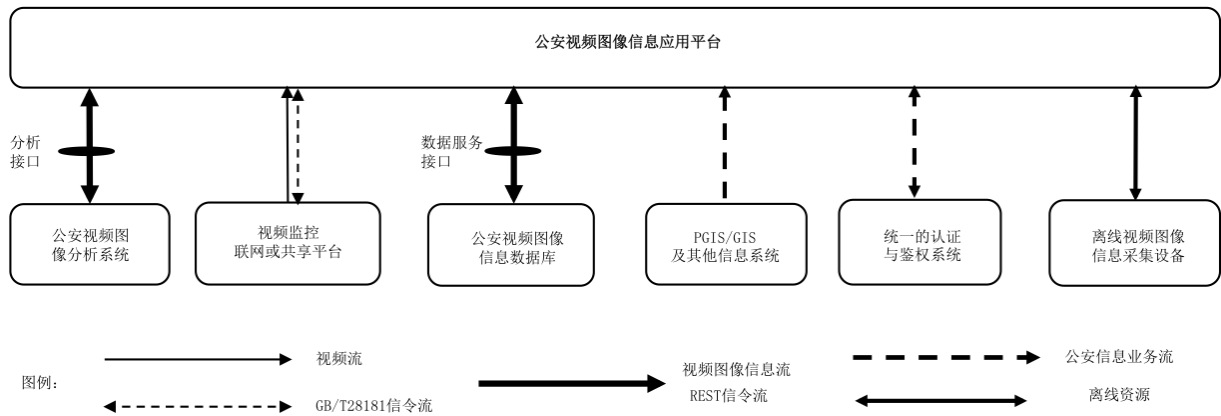 公安视频图像信息应用平台
分析
接口
数据服务
接口
公安视频图
像分析系统
视频监控
联网或共享平台
公安视频图像
信息数据库
PGIS/GIS
及其他信息系统
统一的认证
与鉴权系统
离线视频图像
信息采集设备
图例:
视频流
GB/T28181信令流
视频图像信息流
REST信令流
公安信息业务流
离线资源